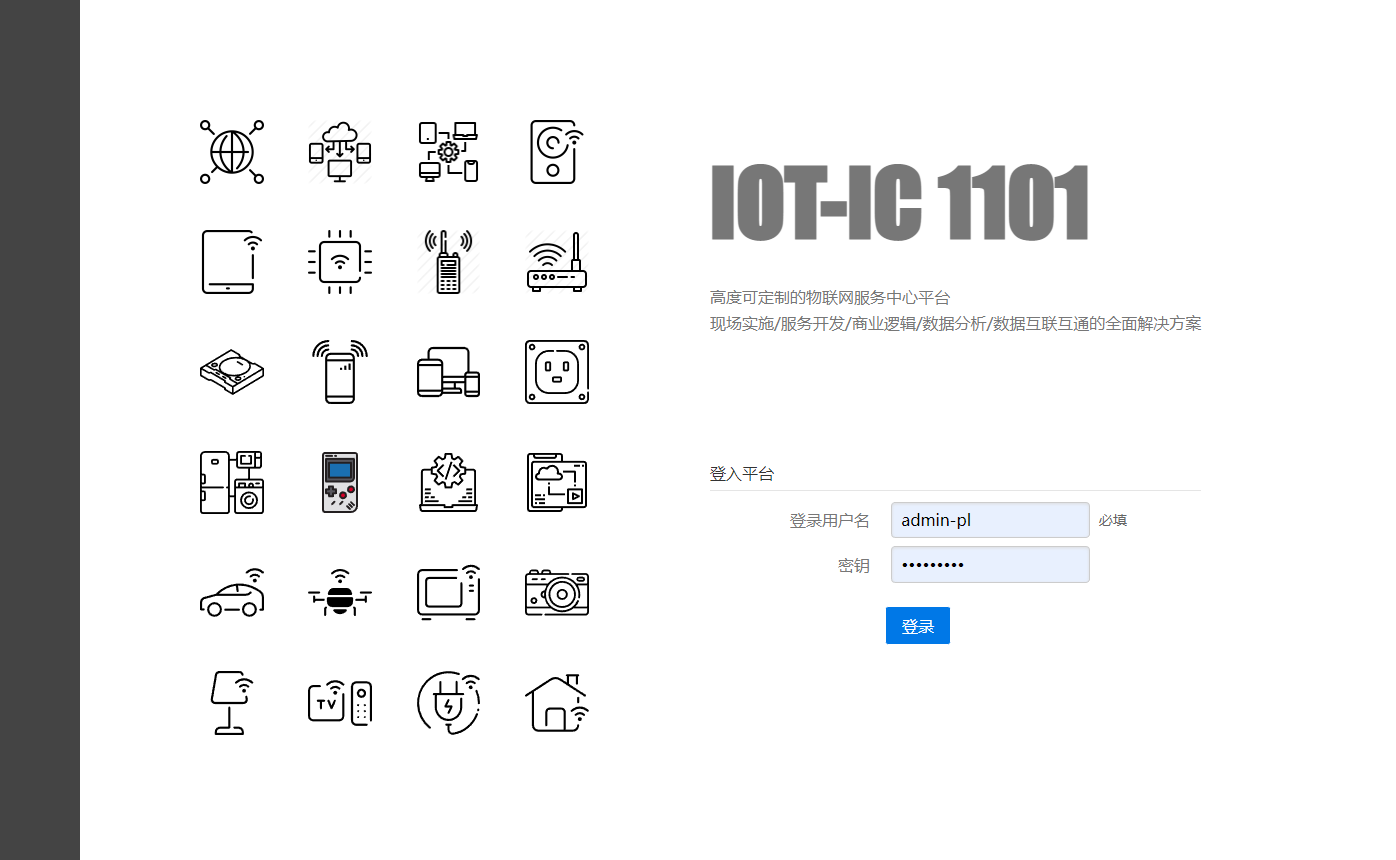 IOT-IC 1101
高度可定制的物联网服务中心平台
现场实施/服务开发/商业逻辑/数据分析/数据互联互通的全面解决方案
TV
登入平台
登录用户名 admin-pl 必填
密钥 •••••••••
登录